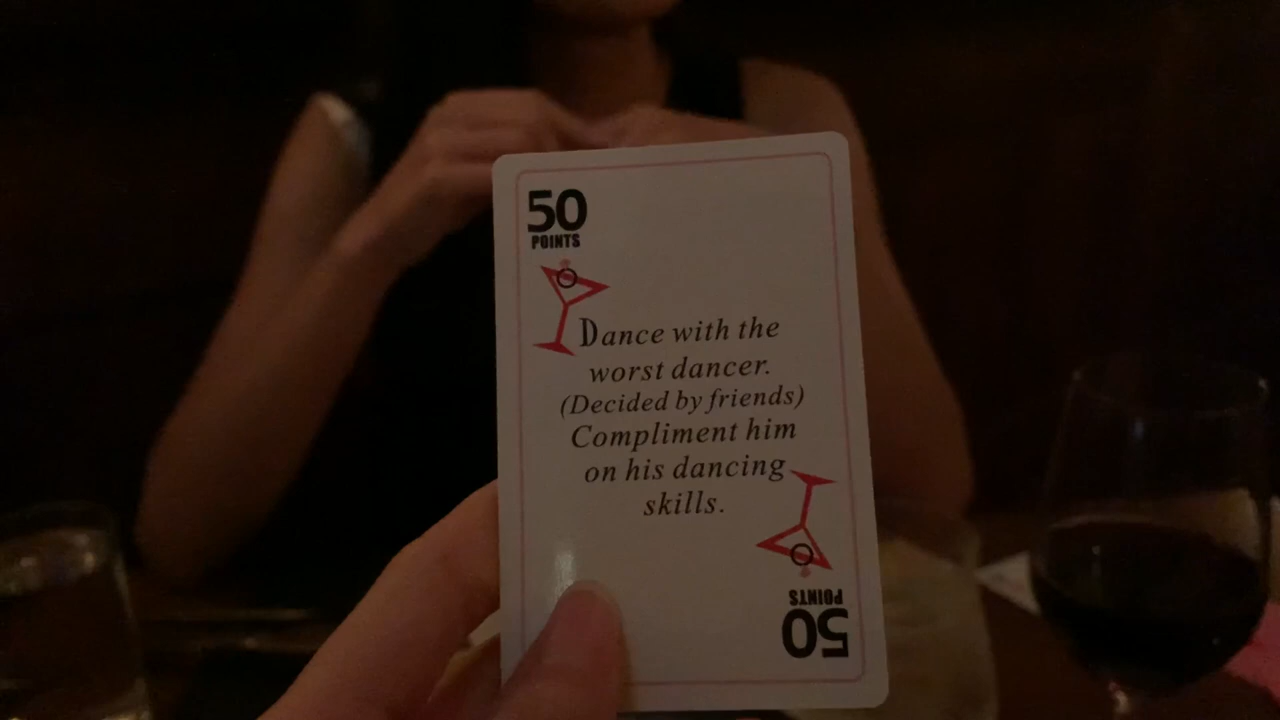 50
POINTS
Dance with the
worst dancer.
(Decided by friends)
Compliment him
on his dancing
skills.
POINTS
50